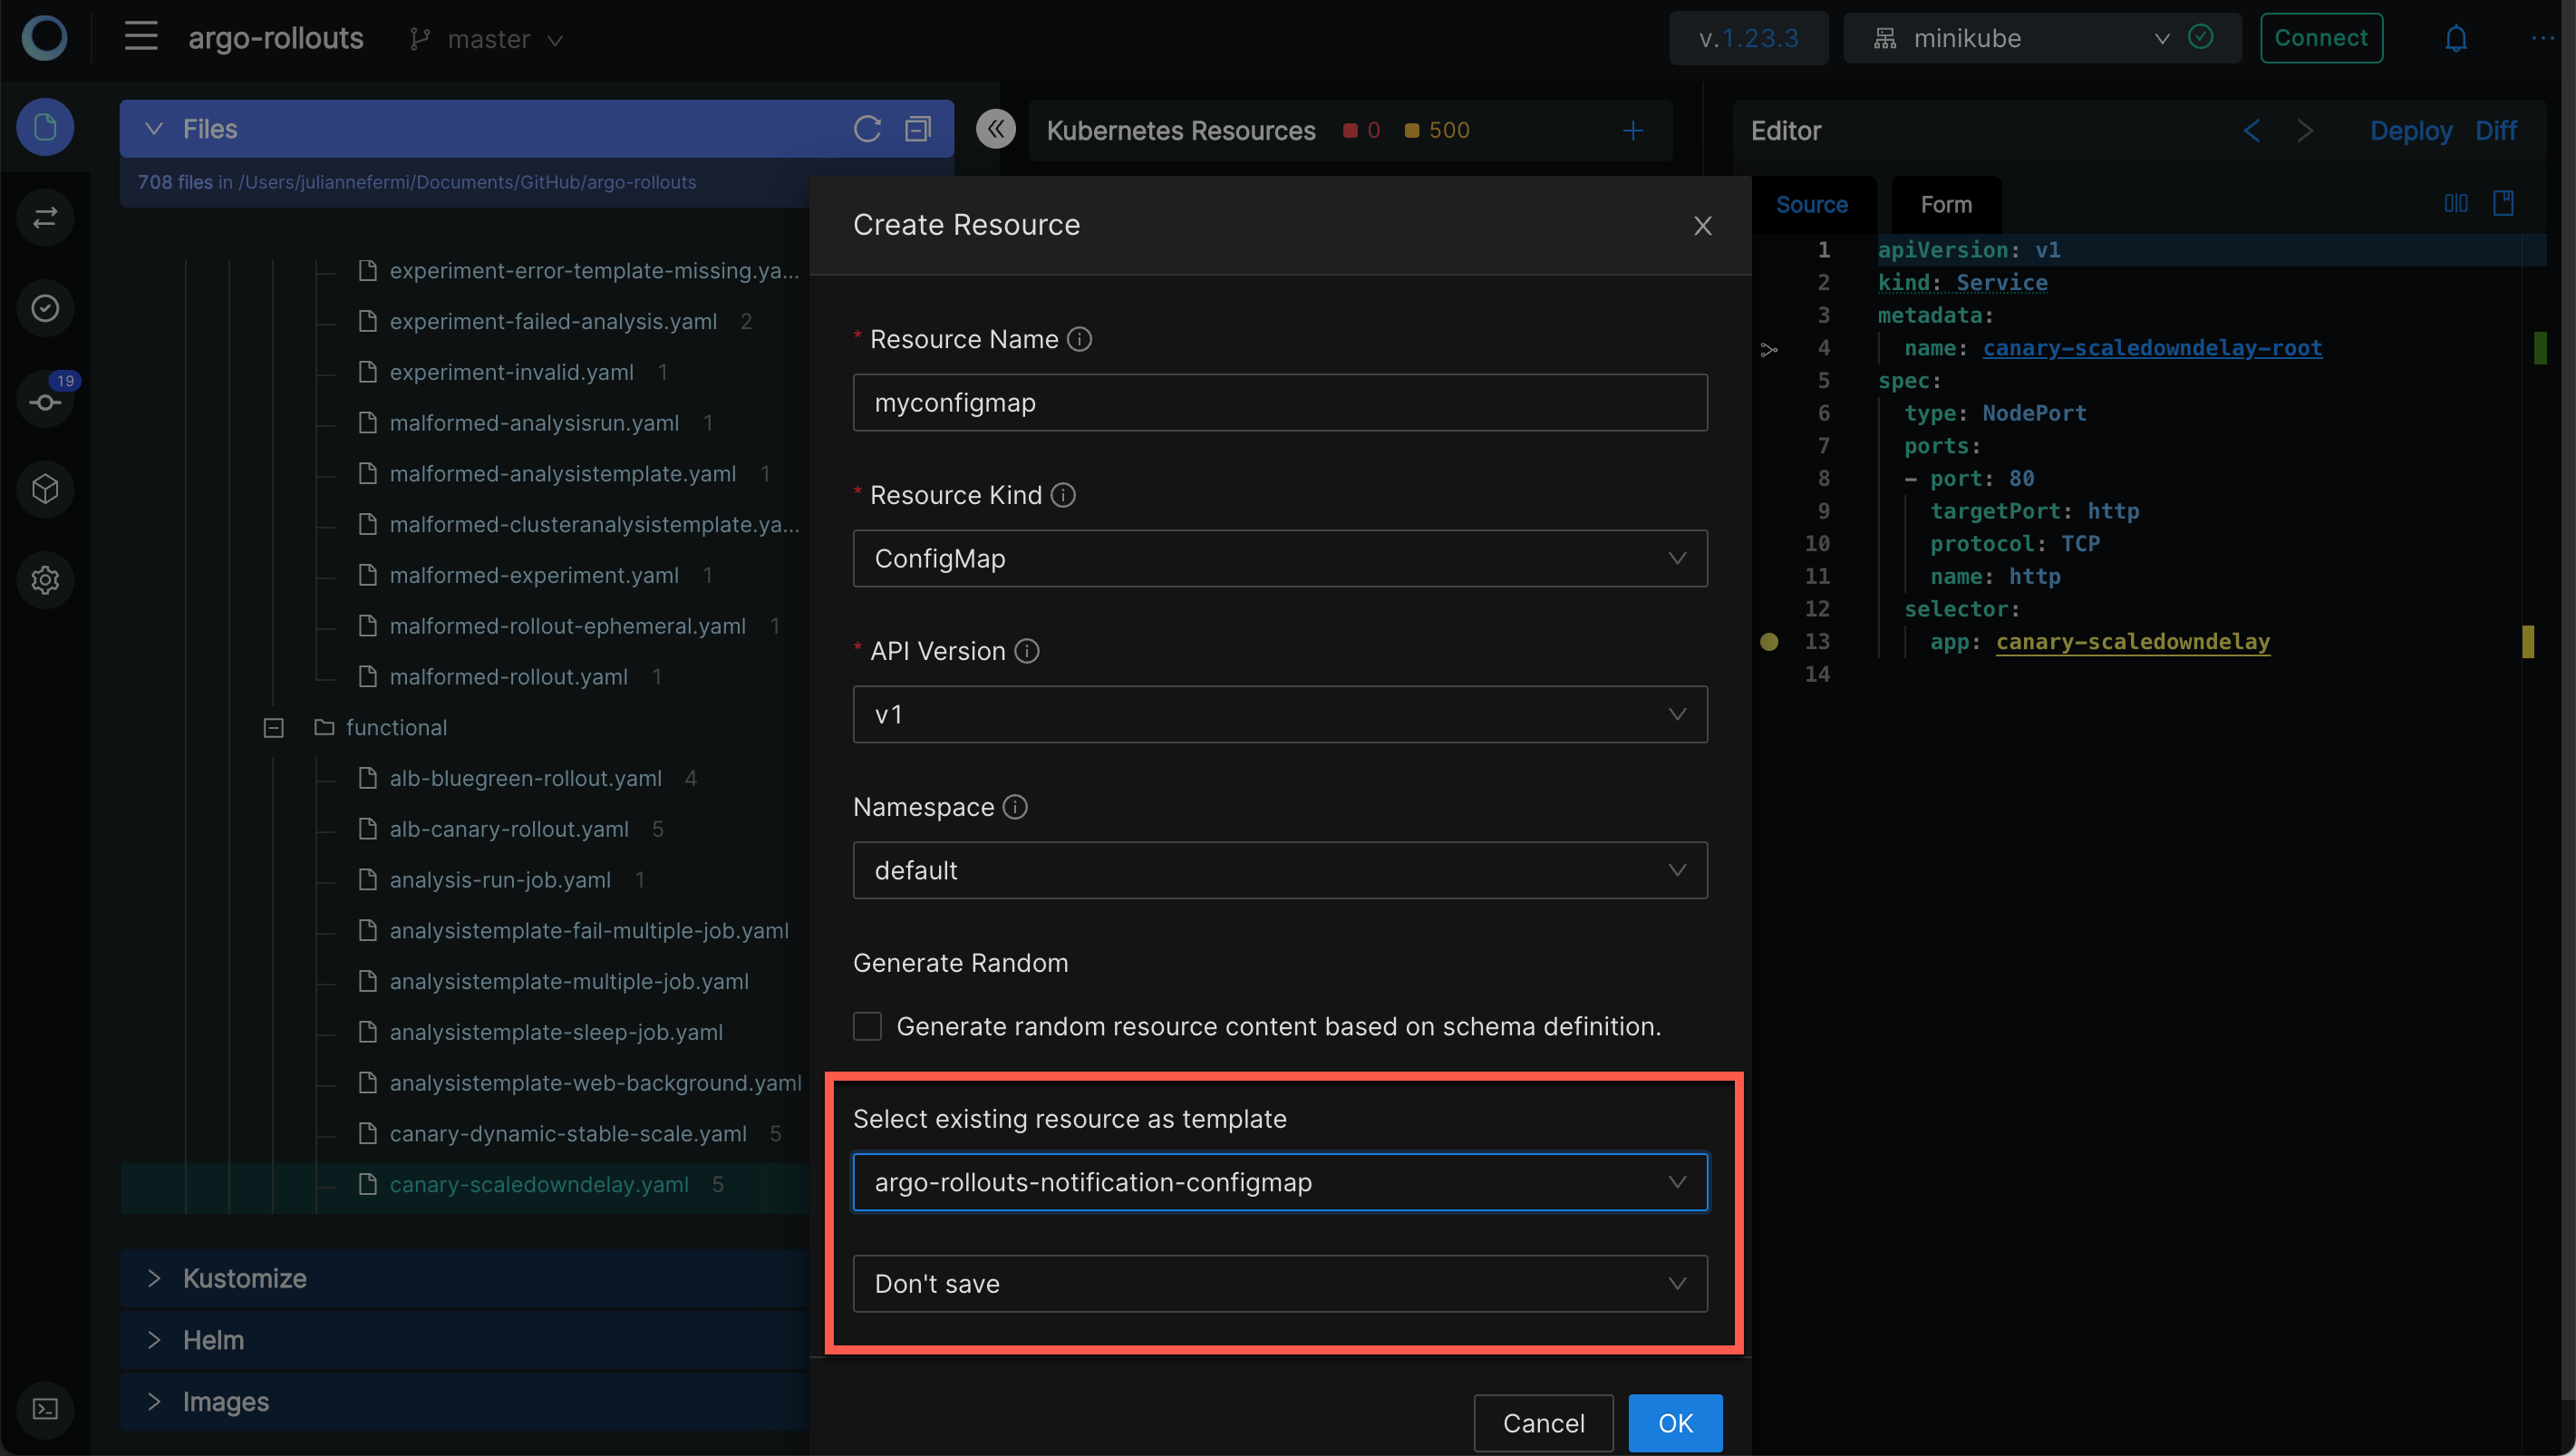 argo-rollouts master v.1.23.3 minikube Connect ...
Files
708 files in /Users/juliannefermi/Documents/GitHub/argo-rollouts
19
experiment-error-template-missing.ya...
experiment-failed-analysis.yaml 2
experiment-invalid.yaml 1
malformed-analysisrun.yaml 1
malformed-analysistemplate.yaml 1
malformed-clusteranalysistemplate.ya...
malformed-experiment.yaml 1
malformed-rollout-ephemeral.yaml 1
malformed-rollout.yaml 1
functional
alb-bluegreen-rollout.yaml 4
alb-canary-rollout.yaml 5
analysis-run-job.yaml 1
analysistemplate-fail-multiple-job.yaml
analysistemplate-multiple-job.yaml
analysistemplate-sleep-job.yaml
analysistemplate-web-background.yaml
canary-dynamic-stable-scale.yaml 5
canary-scaledowndelay.yaml 5
Kustomize
Helm
Images
Kubernetes Resources 0 500 +
Create Resource
* Resource Name
myconfigmap
* Resource Kind
ConfigMap
* API Version
v1
Namespace
default
Generate Random
Generate random resource content based on schema definition.
Select existing resource as template
argo-rollouts-notification-configmap
Don't save
Cancel OK
Editor Deploy Diff
Source Form
1 apiVersion: v1
2 kind: Service
3 metadata:
4 name: canary-scaledowndelay-root
5 spec:
6 type: NodePort
7 ports:
8 - port: 80
9 targetPort: http
10 protocol: TCP
11 name: http
12 selector:
13 app: canary-scaledowndelay
14